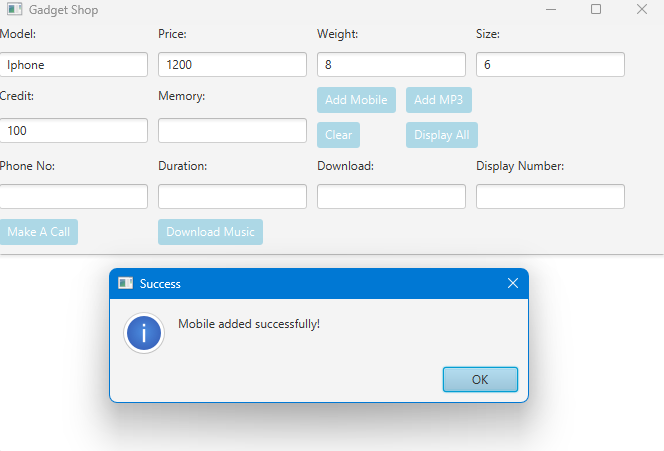 Gadget Shop
Model: Price: Weight: Size:
Iphone 1200 8 6
Credit: Memory: Add Mobile Add MP3
100 Clear Display All
Phone No: Duration: Download: Display Number:
Make A Call Download Music
Success
Mobile added successfully!
OK